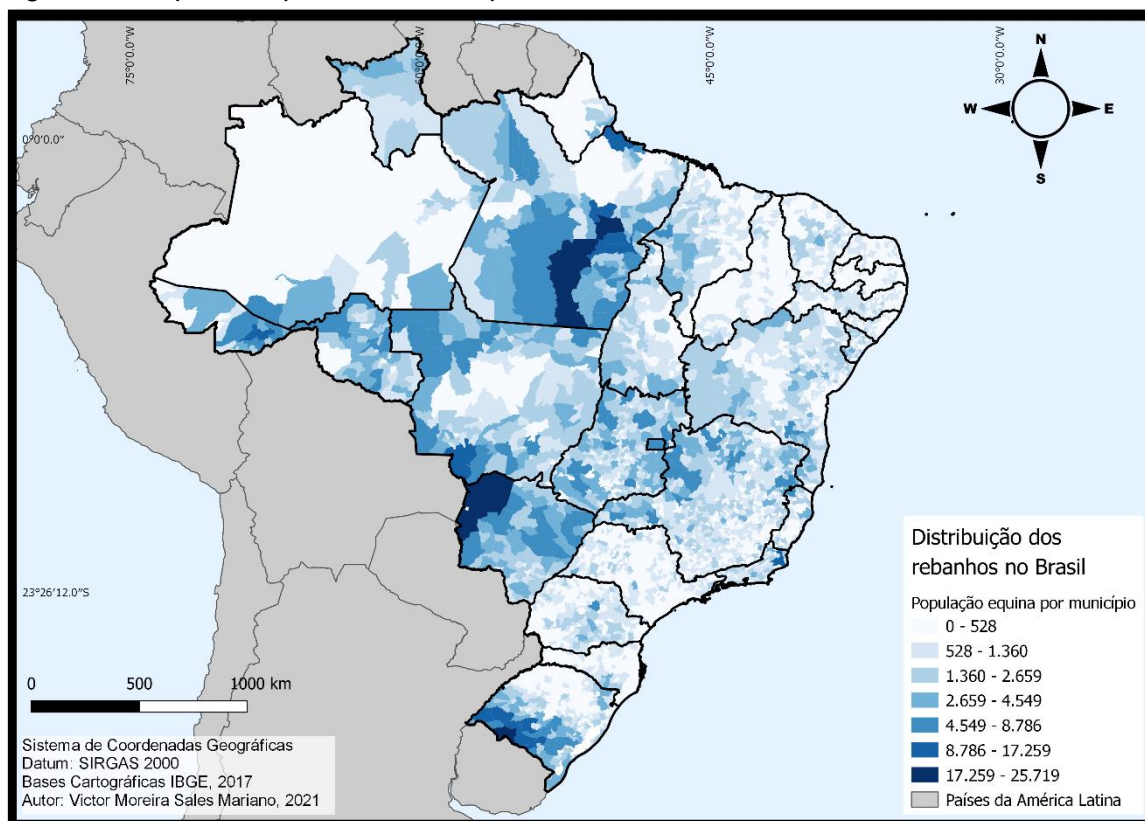 75°0'0.0"W
60°0'0.0"W
45°0'0.0"W
30°0'0.0"W
N
W
E
S
0°0'0.0"
23°26'12.0"S
0 500 1000 km
Sistema de Coordenadas Geográficas
Datum: SIRGAS 2000
Bases Cartográficas IBGE, 2017
Autor: Victor Moreira Sales Mariano, 2021
Distribuição dos
rebanhos no Brasil
População equina por município
0 - 528
528 - 1.360
1.360 - 2.659
2.659 - 4.549
4.549 - 8.786
8.786 - 17.259
17.259 - 25.719
Países da América Latina